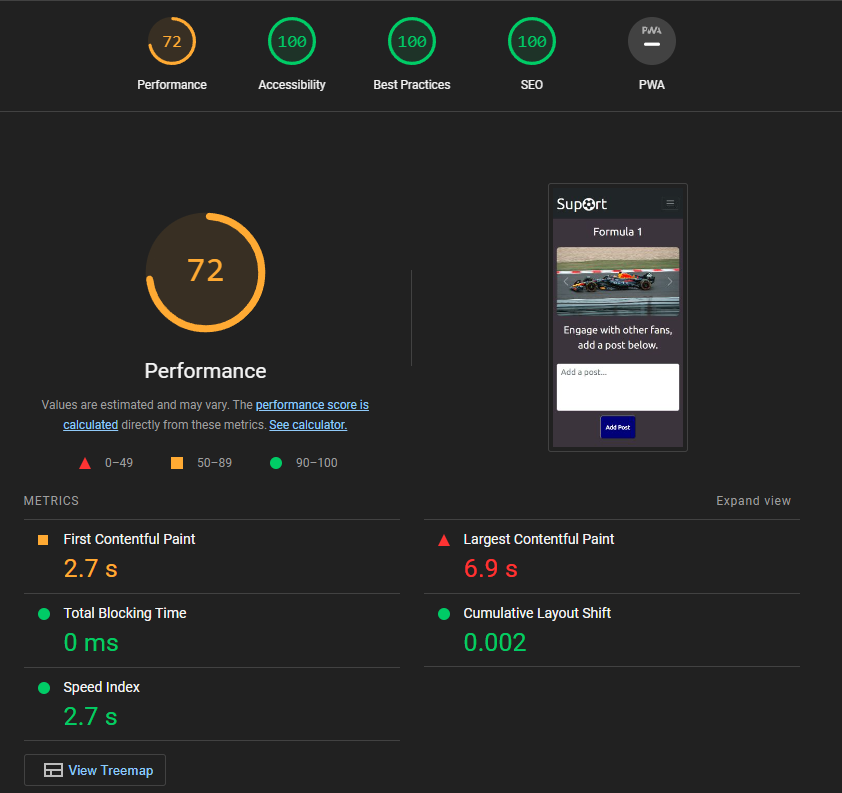 72
100
100
100
PWA
Performance
Accessibility
Best Practices
SEO
PWA
72
Performance
Values are estimated and may vary. The performance score is
calculated directly from these metrics. See calculator.
0–49
50–89
90–100
Suport
Formula 1
Engage with other fans,
add a post below.
Add a post...
Add Post
METRICS
Expand view
First Contentful Paint
2.7 s
Largest Contentful Paint
6.9 s
Total Blocking Time
0 ms
Cumulative Layout Shift
0.002
Speed Index
2.7 s
View Treemap